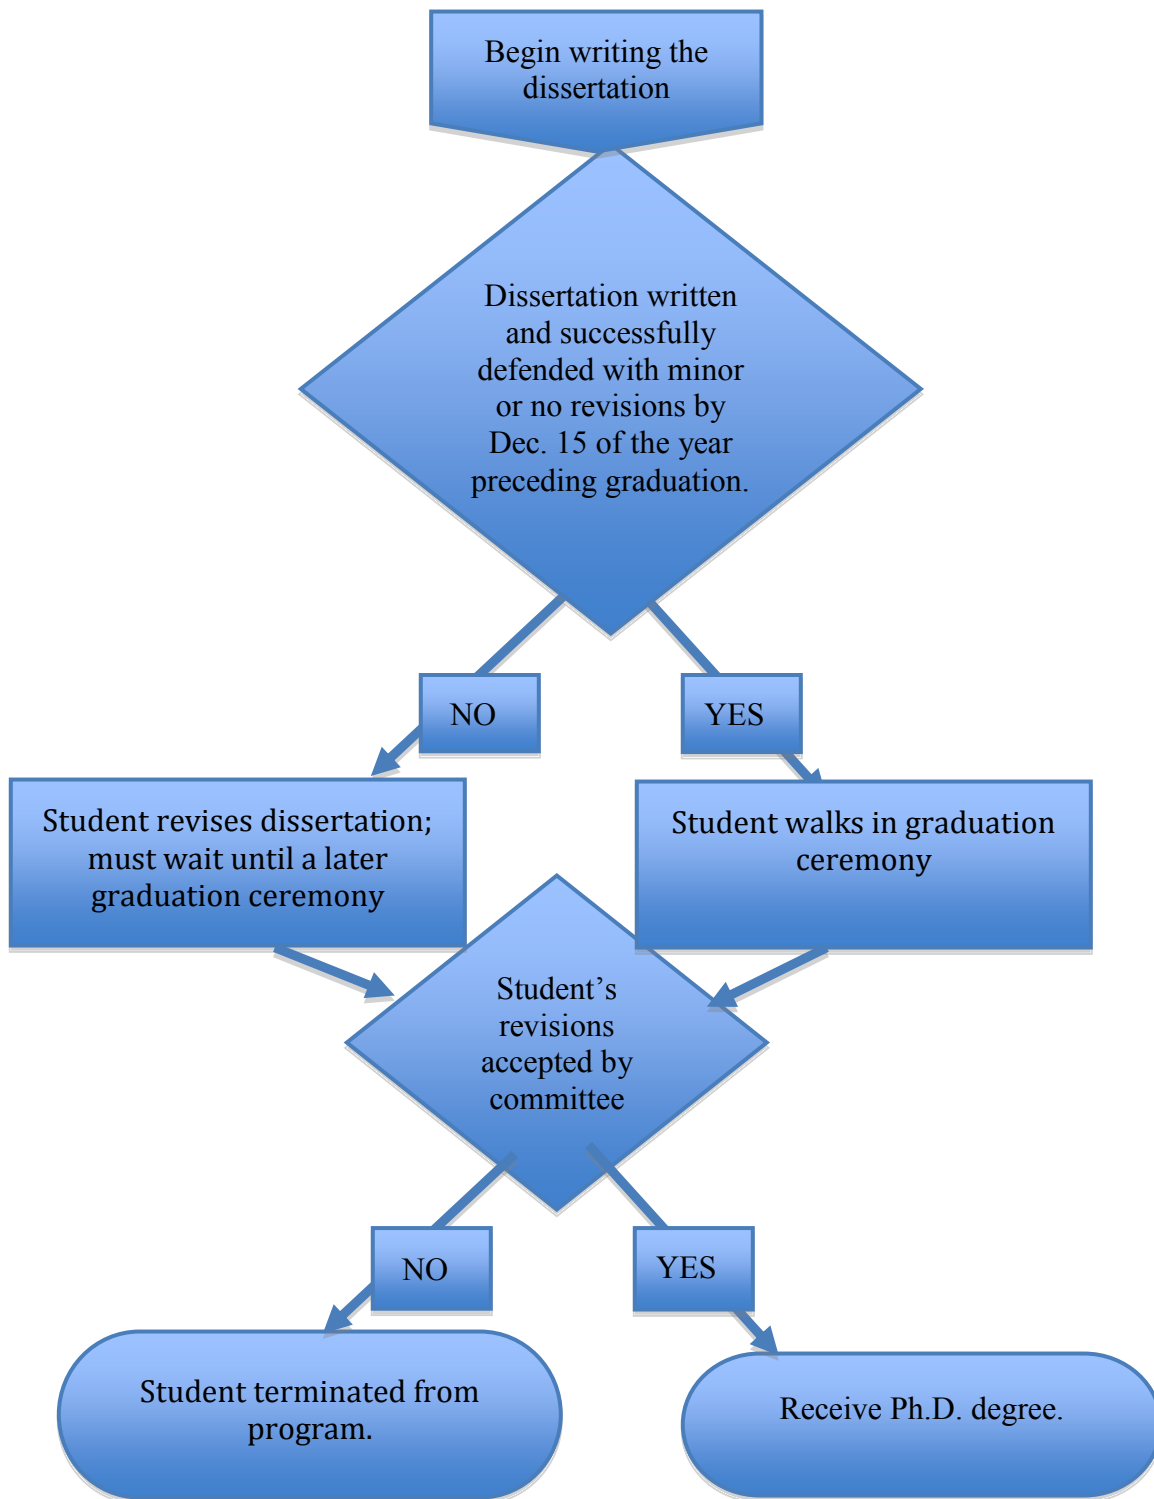 Begin writing the
dissertation
Dissertation written
and successfully
defended with minor
or no revisions by
Dec. 15 of the year
preceding graduation.
NO
YES
Student revises dissertation;
must wait until a later
graduation ceremony
Student walks in graduation
ceremony
Student’s
revisions
accepted by
committee
NO
YES
Student terminated from
program.
Receive Ph.D. degree.